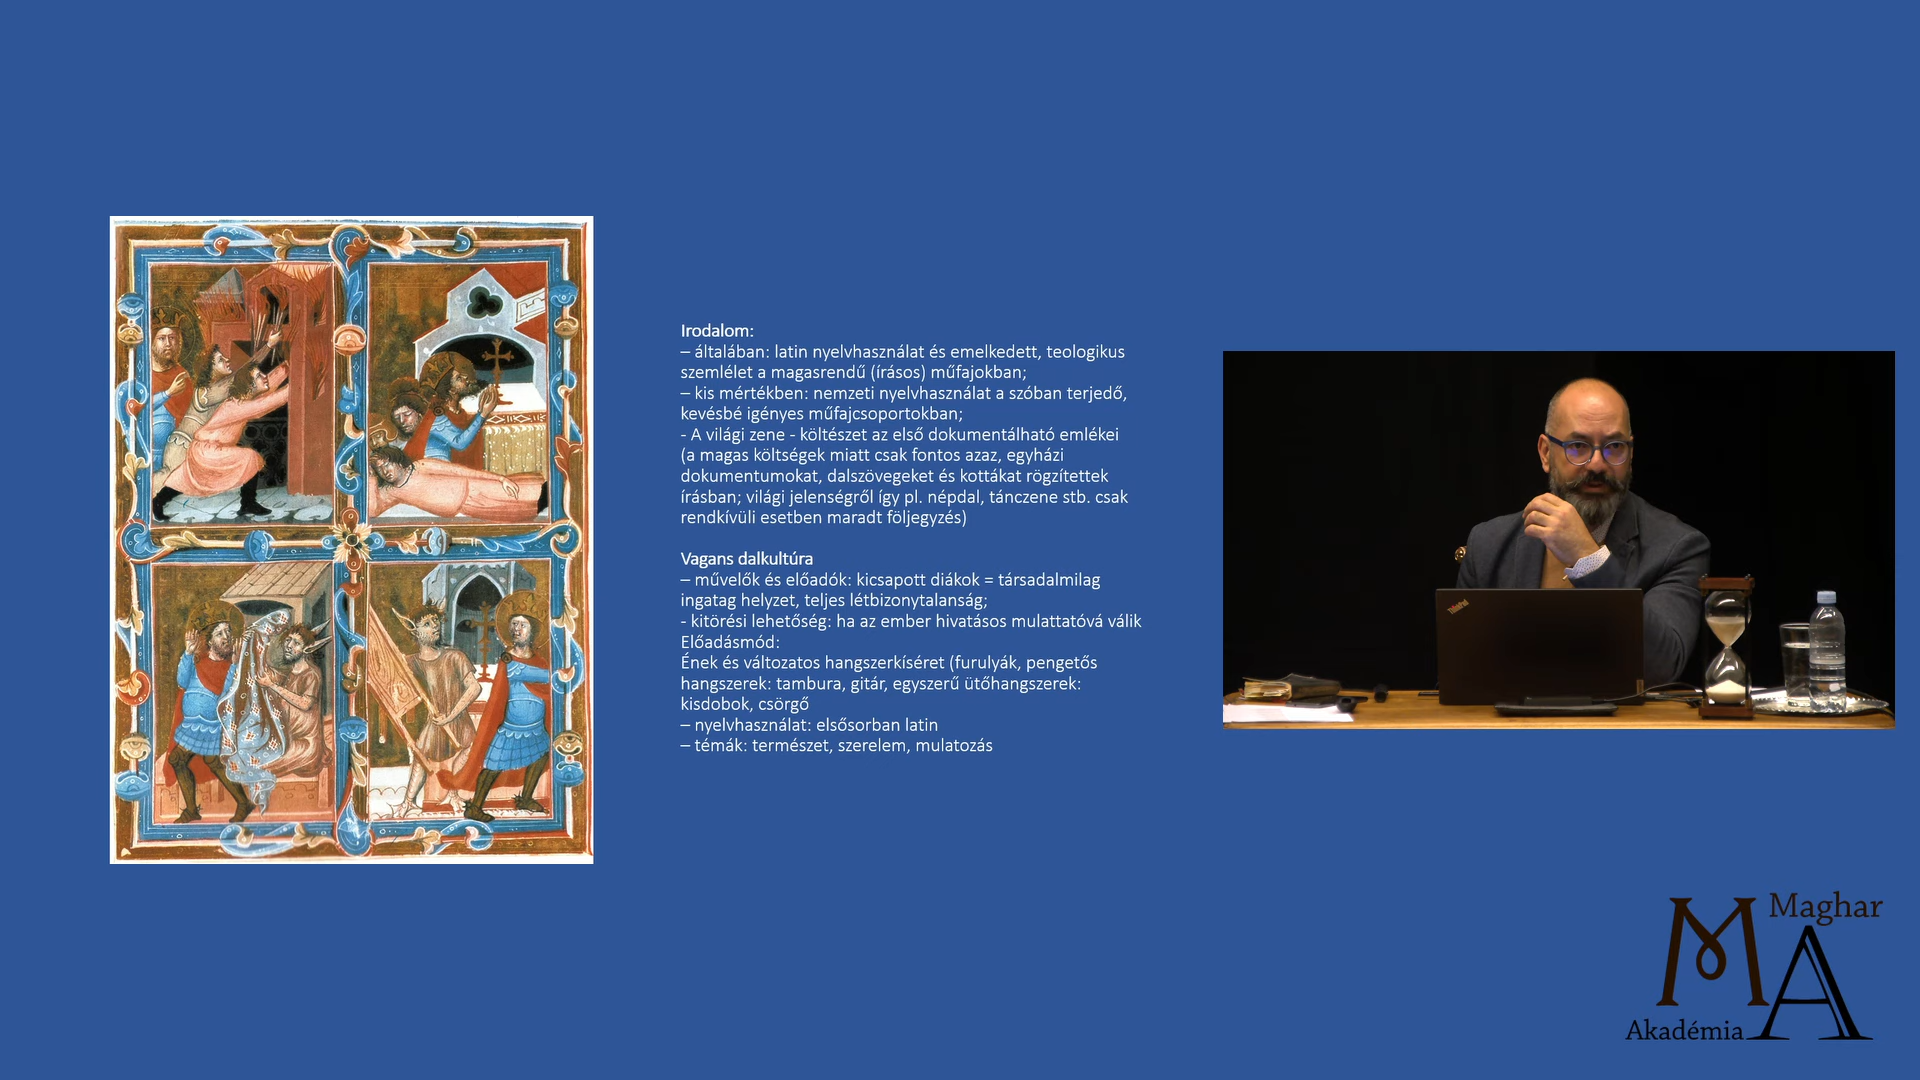 Irodalom:
– általában: latin nyelvhasználat és emelkedett, teologikus
szemlélet a magasrendű (írásos) műfajokban;
– kis mértékben: nemzeti nyelvhasználat a szóban terjedő,
kevésbé igényes műfajcsoportokban;
- A világi zene - költészet az első dokumentálható emlékei
(a magas költségek miatt csak fontos azaz, egyházi
dokumentumokat, dalszövegeket és kottákat rögzítettek
írásban; világi jelenségről így pl. népdal, tánczene stb. csak
rendkívüli esetben maradt följegyzés)
Vagans dalkultúra
– művelők és előadók: kicsapott diákok = társadalmilag
ingatag helyzet, teljes létbizonytalanság;
- kitörési lehetőség: ha az ember hivatásos mulattatóvá válik
Előadásmód:
Ének és változatos hangszerkíséret (furulyák, pengetős
hangszerek: tambura, gitár, egyszerű ütőhangszerek:
kisdobok, csörgő
– nyelvhasználat: elsősorban latin
– témák: természet, szerelem, mulatozás
ThinkPad
Maghar
MA
Akadémia